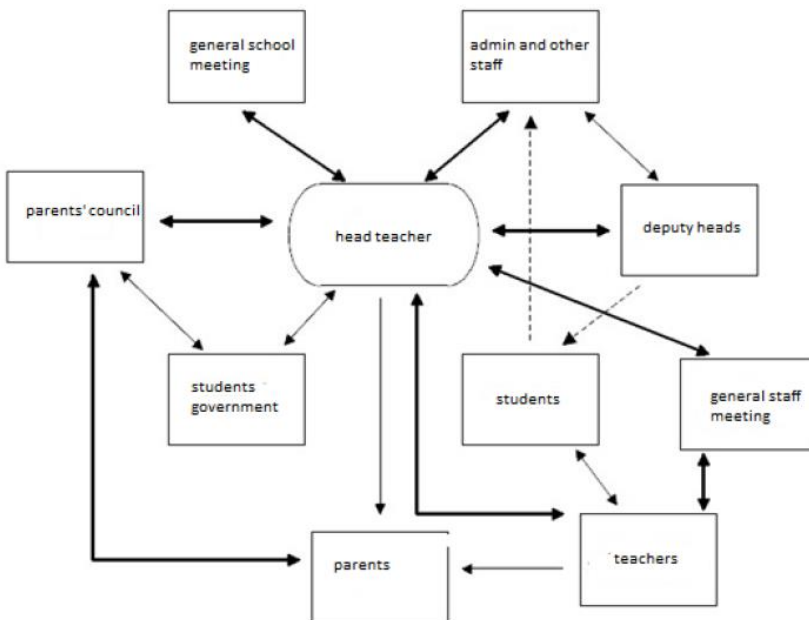 general school
meeting
admin and other
staff
parents' council
head teacher
deputy heads
students
government
students
general staff
meeting
parents
teachers